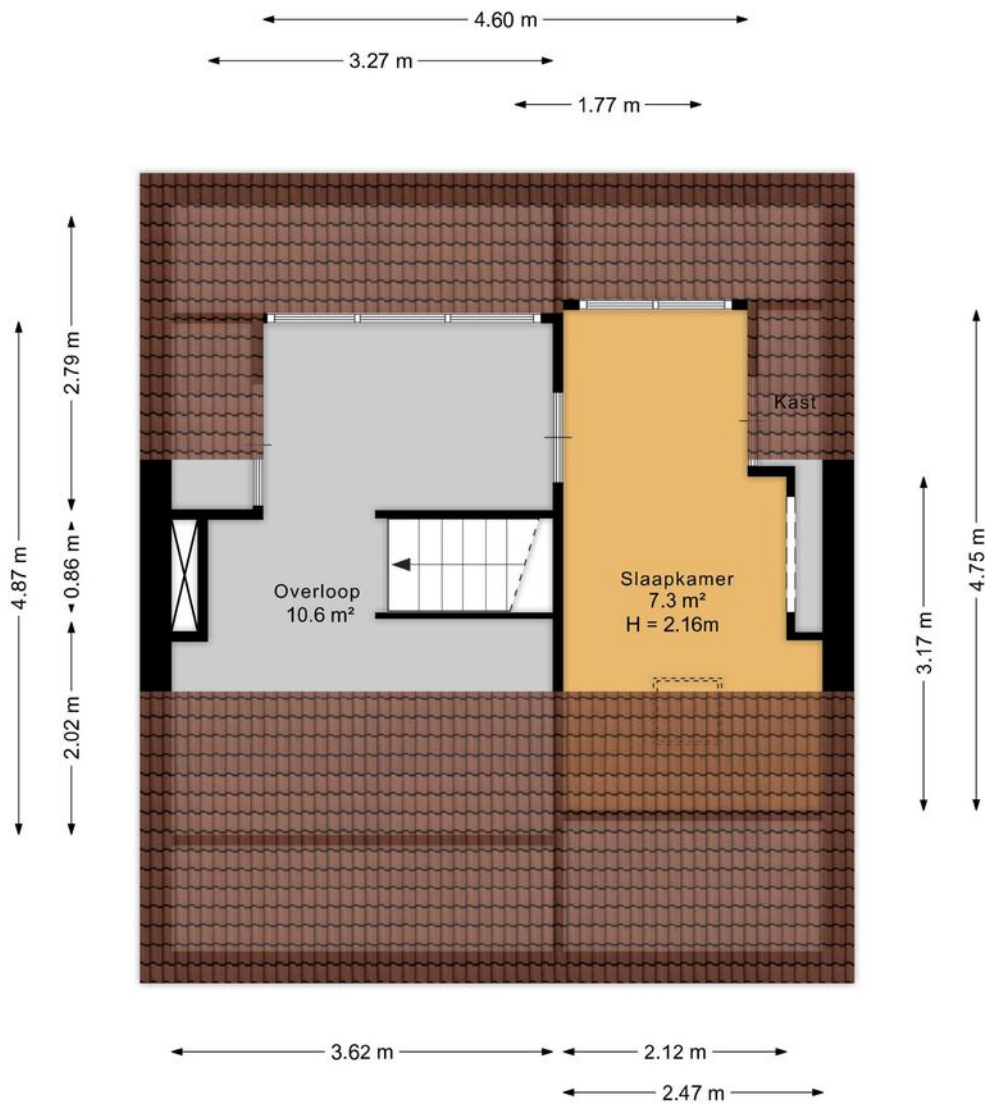 4.60 m
3.27 m
1.77 m
2.79 m
Kast
4.87 m
0.86 m
4.75 m
Overloop
10.6 m²
Slaapkamer
7.3 m²
H = 2.16m
3.17 m
2.02 m
3.62 m
2.12 m
2.47 m